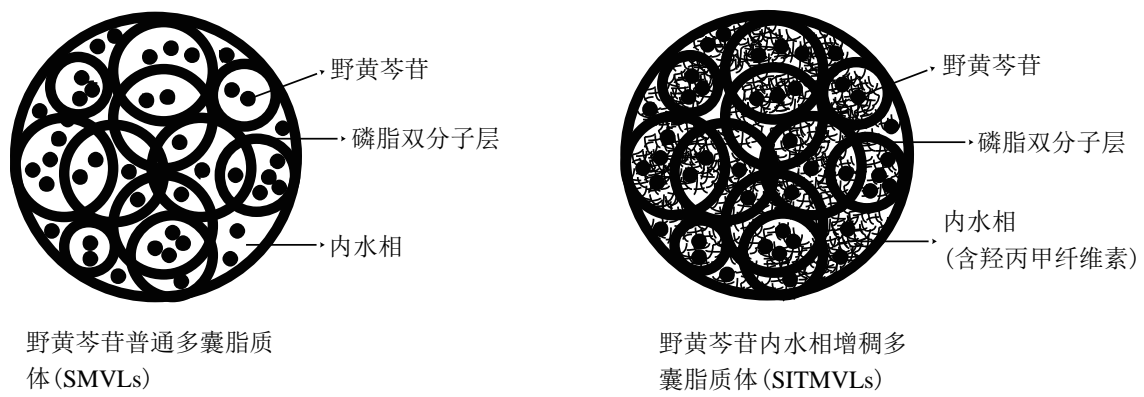 野黄芩苷
磷脂双分子层
内水相
野黄芩苷普通多囊脂质
体(SMVLs)
野黄芩苷
磷脂双分子层
内水相
(含羟丙甲纤维素)
野黄芩苷内水相增稠多
囊脂质体(SITMVLs)